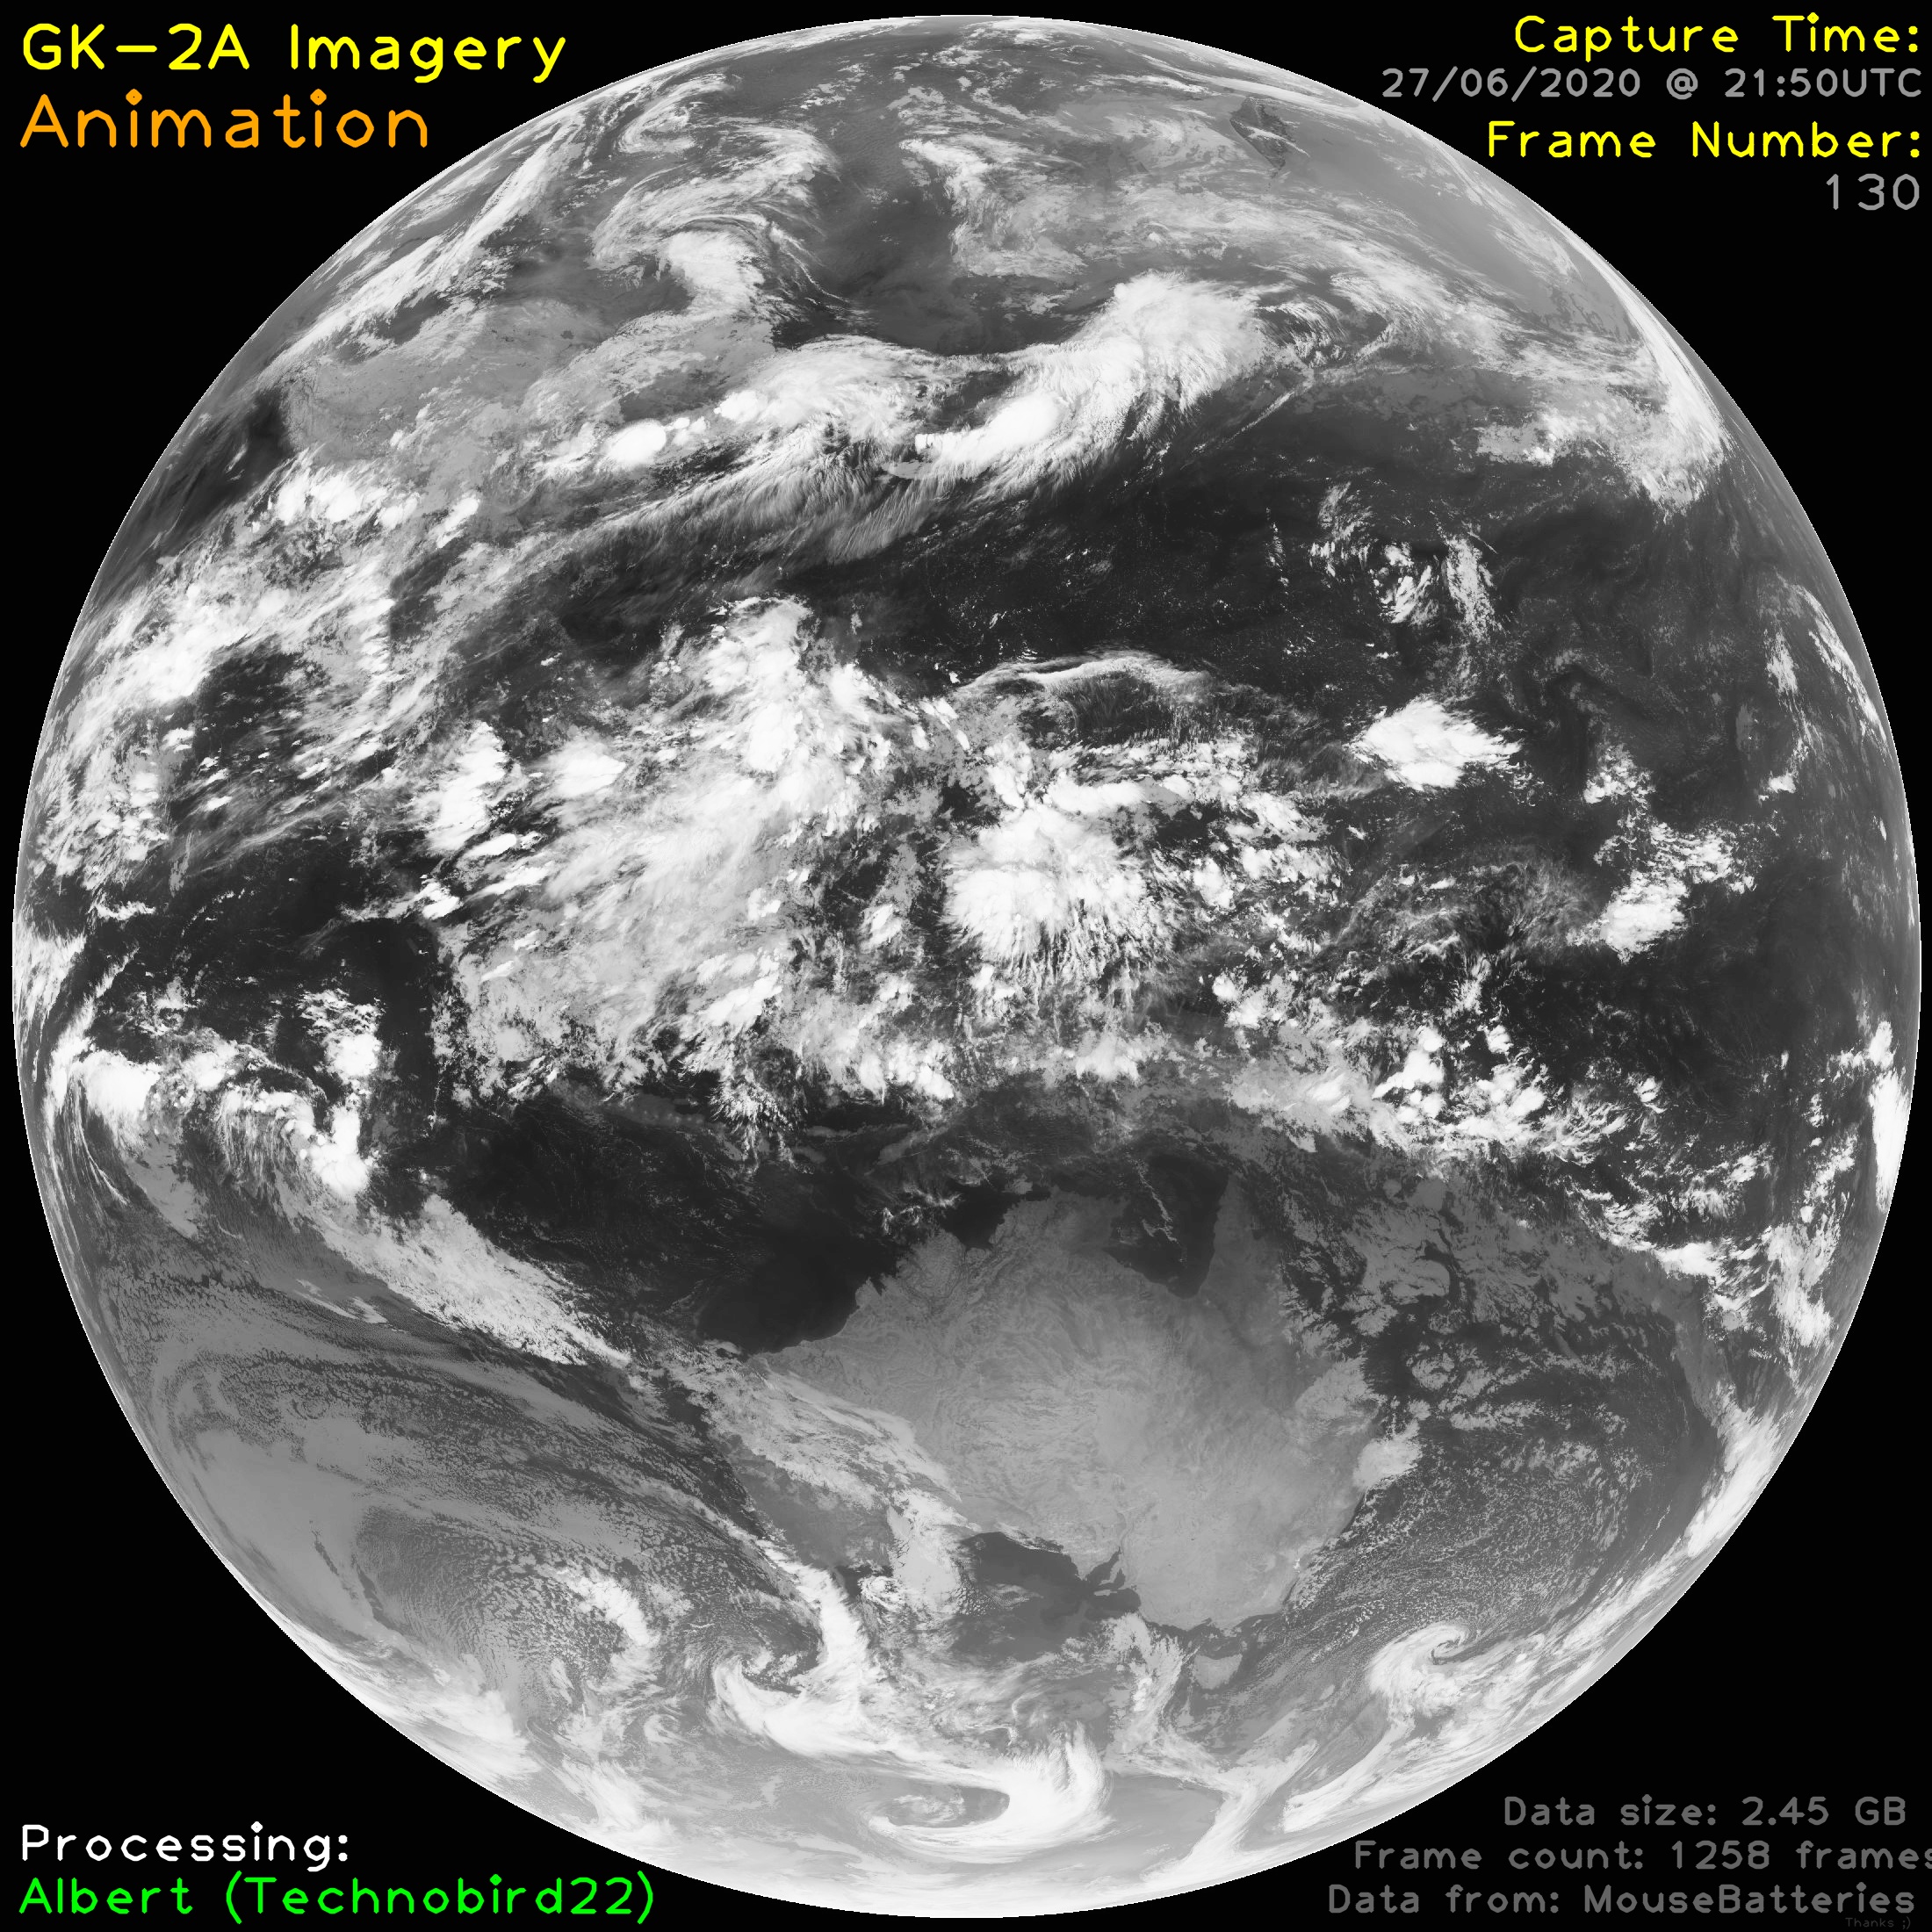 GK-2A Imagery
Animation
Capture Time:
27/06/2020 @ 21:50UTC
Frame Number:
130
Processing:
Albert (Technobird22)
Data size: 2.45 GB
Frame count: 1258 frames
Data from: MouseBatteries
Thanks ;)